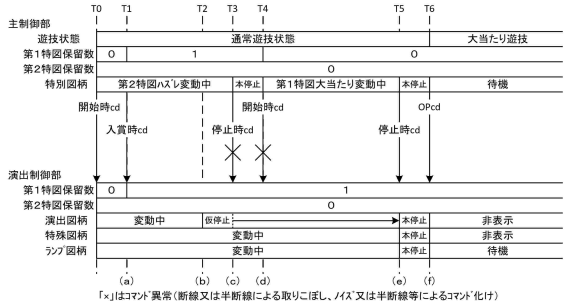 T0 T1 T2 T3 T4 T5 T6
主制御部
遊技状態 通常遊技状態 大当たり遊技
第1特図保留数 0 1 0
第2特図保留数 0
特別図柄 第2特図ハズレ変動中 本停止 第1特図大当たり変動中 本停止 待機
開始時cd 開始時cd OPcd
入賞時cd 停止時cd 停止時cd
演出制御部
第1特図保留数 0 1
第2特図保留数 0
演出図柄 変動中 仮停止 本停止 非表示
特殊図柄 変動中 本停止 非表示
ランプ図柄 変動中 本停止 待機
(a) (b) (c) (d) (e) (f)
「×」はコマンド異常(断線又は半断線による取りこぼし、ノイズ又は半断線等によるコマンド化け)